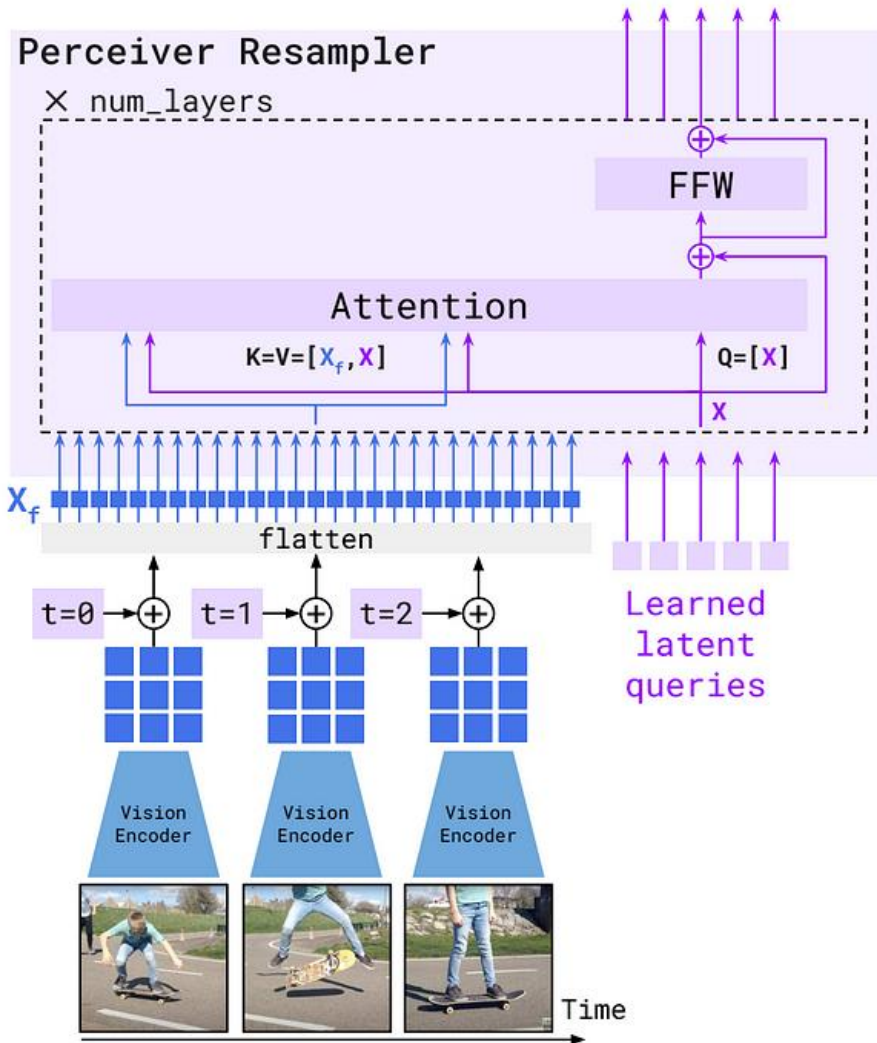 Perceiver Resampler
× num_layers
FFW
Attention
K=V=[Xf,X]
Q=[X]
X
Xf
flatten
t=0
t=1
t=2
Learned
latent
queries
Vision
Encoder
Vision
Encoder
Vision
Encoder
Time